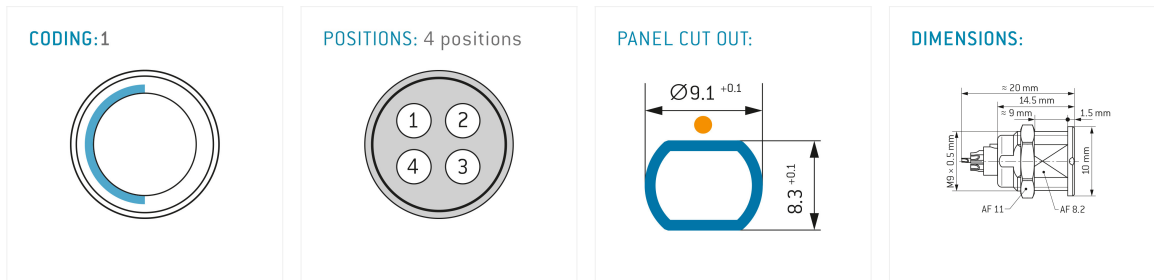 CODING:1
POSITIONS: 4 positions
1 2
4 3
PANEL CUT OUT:
Ø9.1 +0.1
8.3 +0.1
DIMENSIONS:
≈ 20 mm
14.5 mm
≈ 9 mm
1.5 mm
M9 × 0.5 mm
10 mm
AF 11
AF 8.2